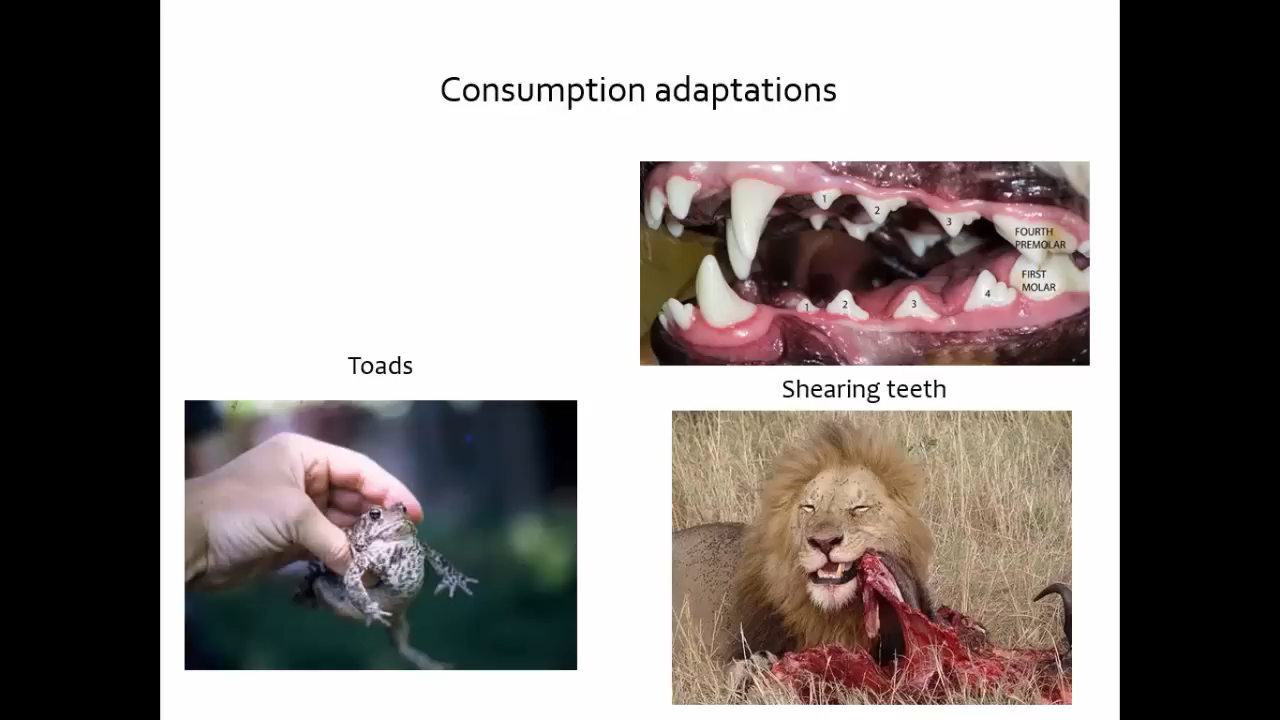 Consumption adaptations
1
2
3
FOURTH
PREMOLAR
FIRST
MOLAR
1
2
3
4
Toads
Shearing teeth